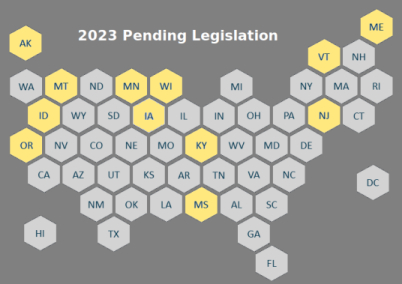 ME
2023 Pending Legislation
AK
VT NH
WA MT ND MN WI MI NY MA RI
ID WY SD IA IL IN OH PA NJ CT
OR NV CO NE MO KY WV MD DE
CA AZ UT KS AR TN VA NC
DC
NM OK LA MS AL SC
HI TX GA
FL